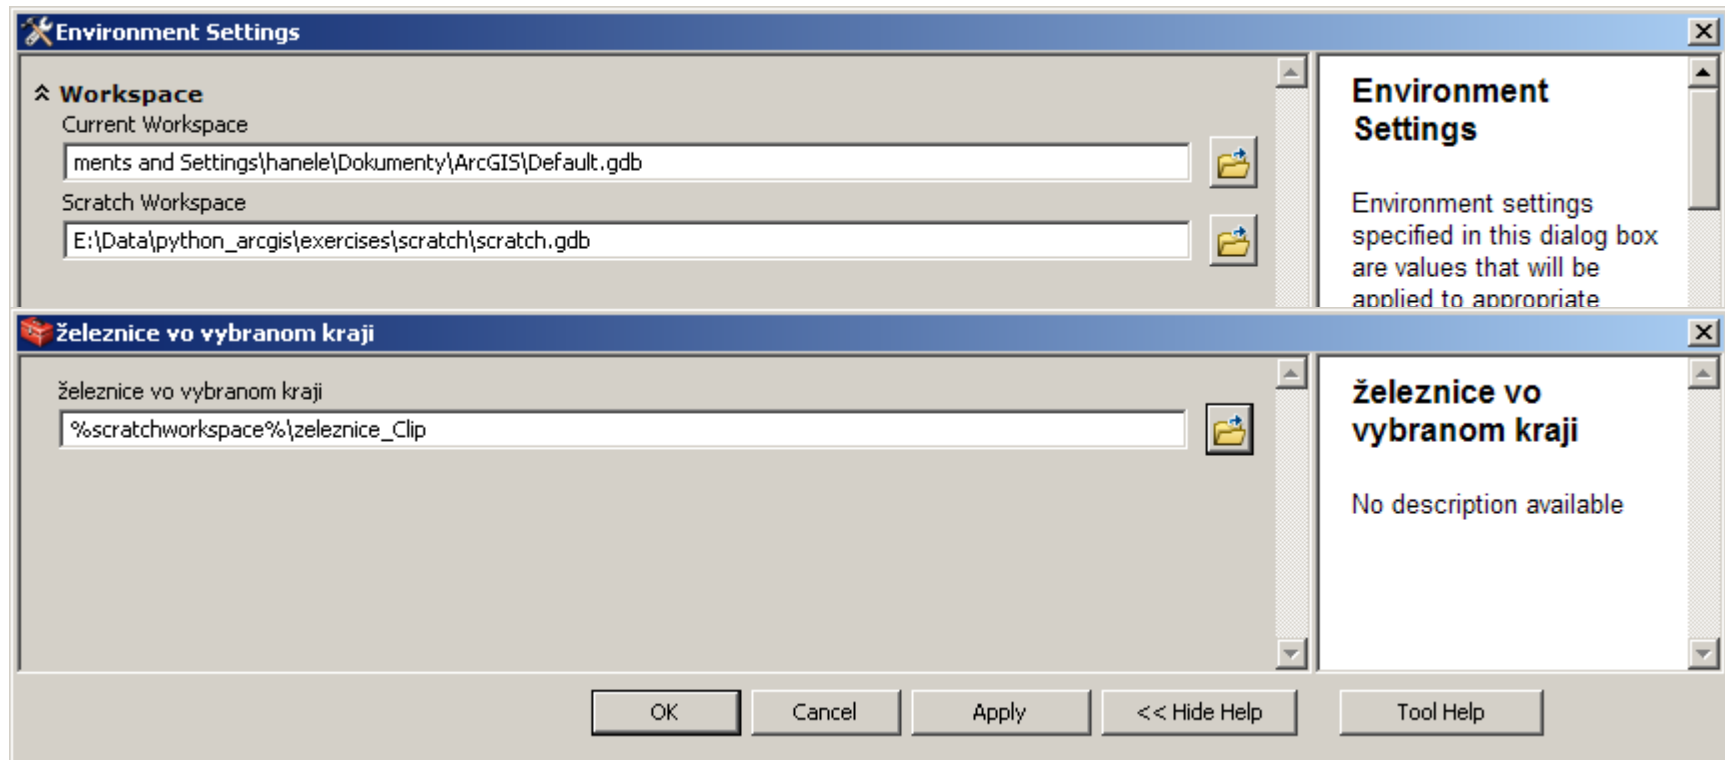 Environment Settings
Workspace
Current Workspace
ments and Settings\hanele\Dokumenty\ArcGIS\Default.gdb
Scratch Workspace
E:\Data\python_arcgis\exercises\scratch\scratch.gdb
Environment
Settings
Environment settings
specified in this dialog box
are values that will be
applied to appropriate
železnice vo vybranom kraji
železnice vo vybranom kraji
%scratchworkspace%\zeleznice_Clip
železnice vo
vybranom kraji
No description available
OK
Cancel
Apply
<< Hide Help
Tool Help